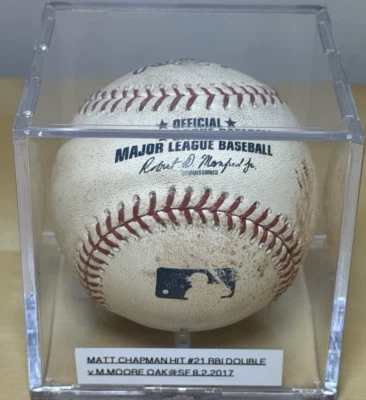 ★ OFFICIAL ★
MAJOR LEAGUE BASEBALL
Robert D. Manfred Jr.
COMMISSIONER
MATT CHAPMAN HIT #21 RBI DOUBLE
v M.MOORE OAK@SF 8.2.2017